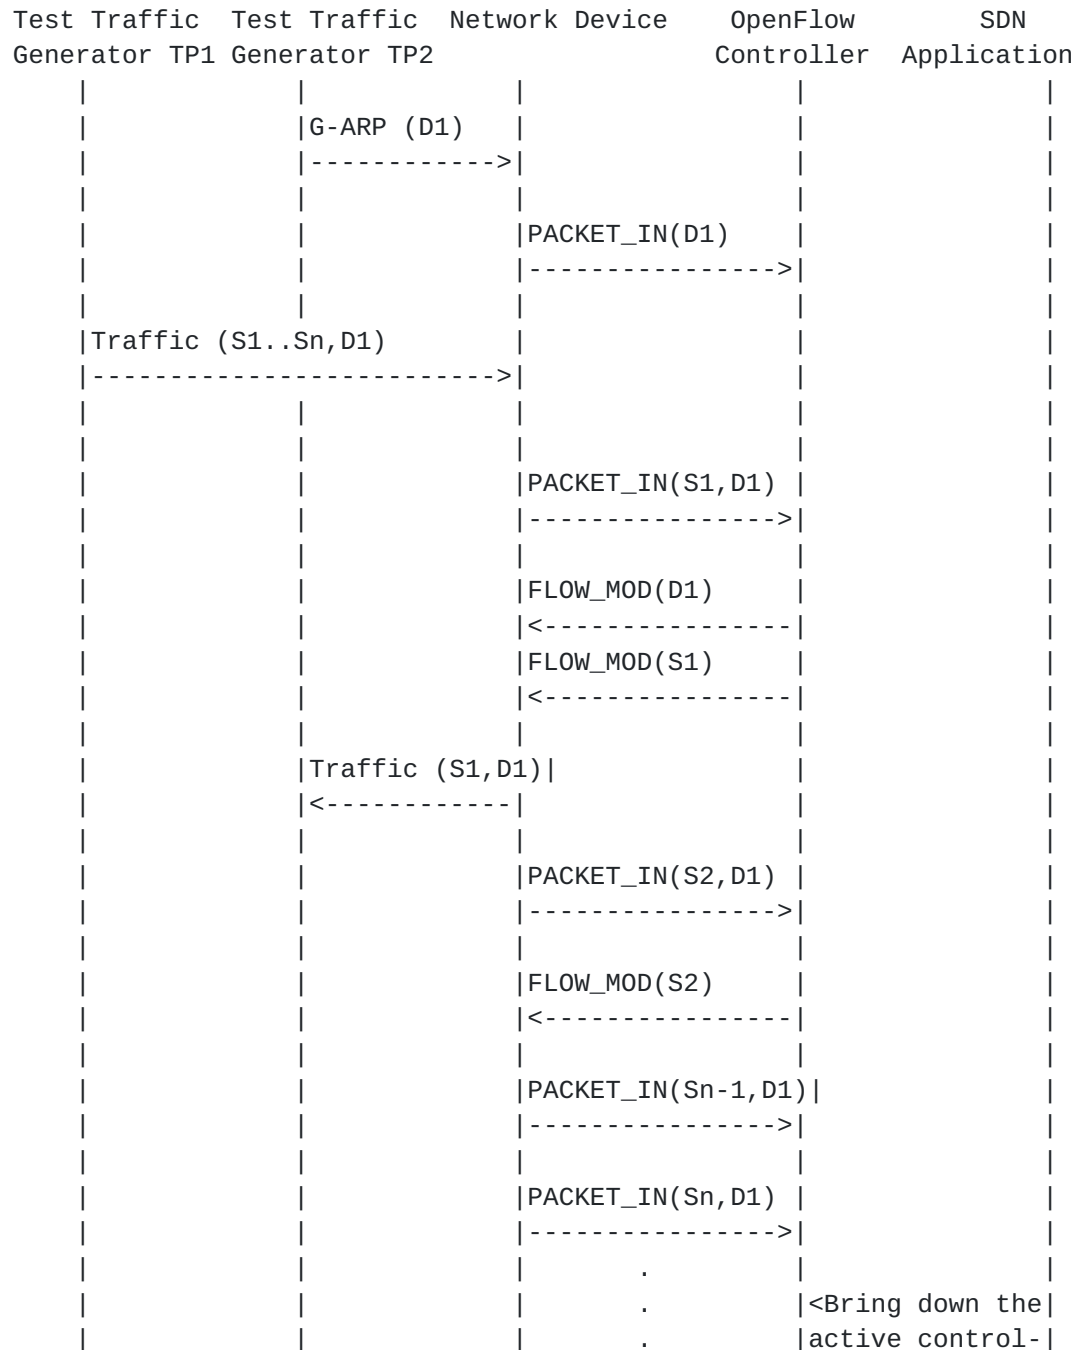 Test Traffic  Test Traffic  Network Device    OpenFlow        SDN
Generator TP1 Generator TP2                  Controller  Application
     |             |             |                 |               |
     |             |G-ARP (D1)   |                 |               |
     |             |------------>|                 |               |
     |             |             |                 |               |
     |             |             |PACKET_IN(D1)    |               |
     |             |             |---------------->|               |
     |             |             |                 |               |
     |Traffic (S1..Sn,D1)        |                 |               |
     |-------------------------->|                 |               |
     |             |             |                 |               |
     |             |             |                 |               |
     |             |             |PACKET_IN(S1,D1) |               |
     |             |             |---------------->|               |
     |             |             |                 |               |
     |             |             |FLOW_MOD(D1)     |               |
     |             |             |<----------------|               |
     |             |             |FLOW_MOD(S1)     |               |
     |             |             |<----------------|               |
     |             |             |                 |               |
     |             |Traffic (S1,D1)|               |               |
     |             |<------------|                 |               |
     |             |             |                 |               |
     |             |             |PACKET_IN(S2,D1) |               |
     |             |             |---------------->|               |
     |             |             |                 |               |
     |             |             |FLOW_MOD(S2)     |               |
     |             |             |<----------------|               |
     |             |             |                 |               |
     |             |             |PACKET_IN(Sn-1,D1)|              |
     |             |             |---------------->|               |
     |             |             |                 |               |
     |             |             |PACKET_IN(Sn,D1) |               |
     |             |             |---------------->|               |
     |             |             |       .         |               |
     |             |             |       .         |<Bring down the|
     |             |             |       .         |active control-|